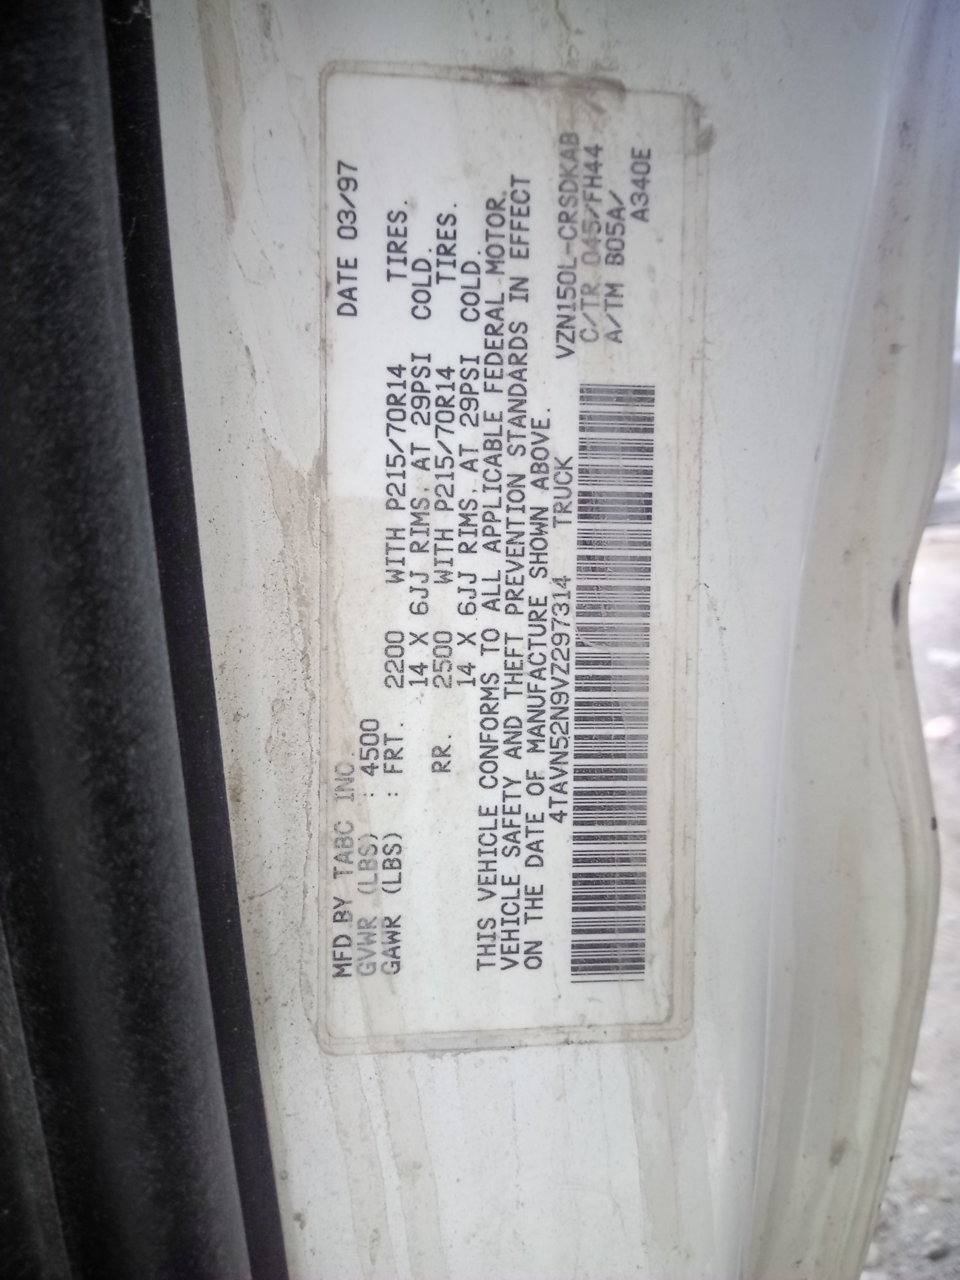 MFD BY TABC INC. DATE 03/97
GVWR (LBS) : 4500
GAWR (LBS) : FRT. 2200 WITH P215/70R14 TIRES.
14 X 6JJ RIMS, AT 29PSI COLD.
RR. 2500 WITH P215/70R14 TIRES.
14 X 6JJ RIMS, AT 29PSI COLD.
THIS VEHICLE CONFORMS TO ALL APPLICABLE FEDERAL MOTOR
VEHICLE SAFETY AND THEFT PREVENTION STANDARDS IN EFFECT
ON THE DATE OF MANUFACTURE SHOWN ABOVE.
4TAVN52N9VZ297314 TRUCK
VZN150L-CRSDKAB
C/TR 045/FH44
A/TM B05A/
A340E